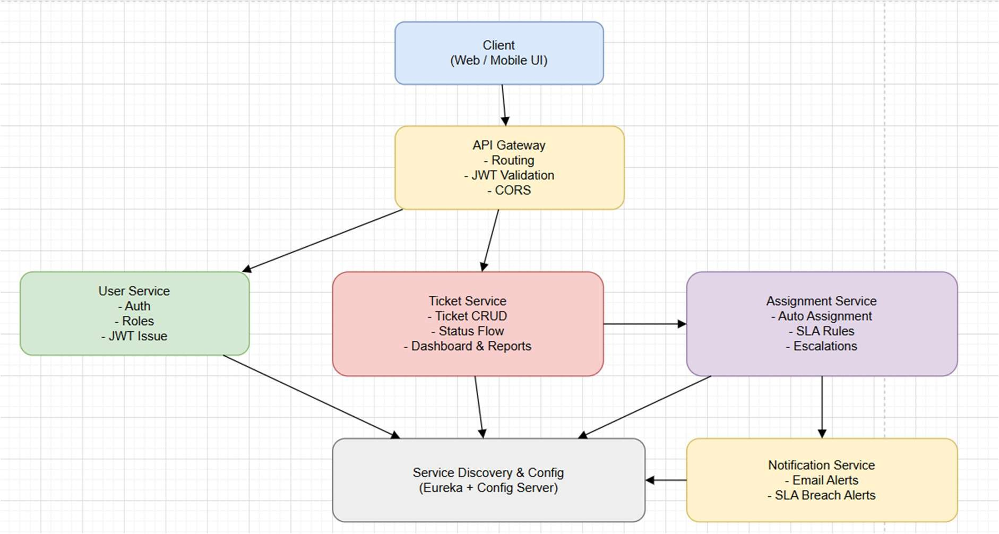 Client
(Web / Mobile UI)
API Gateway
- Routing
- JWT Validation
- CORS
User Service
- Auth
- Roles
- JWT Issue
Ticket Service
- Ticket CRUD
- Status Flow
- Dashboard & Reports
Assignment Service
- Auto Assignment
- SLA Rules
- Escalations
Service Discovery & Config
(Eureka + Config Server)
Notification Service
- Email Alerts
- SLA Breach Alerts